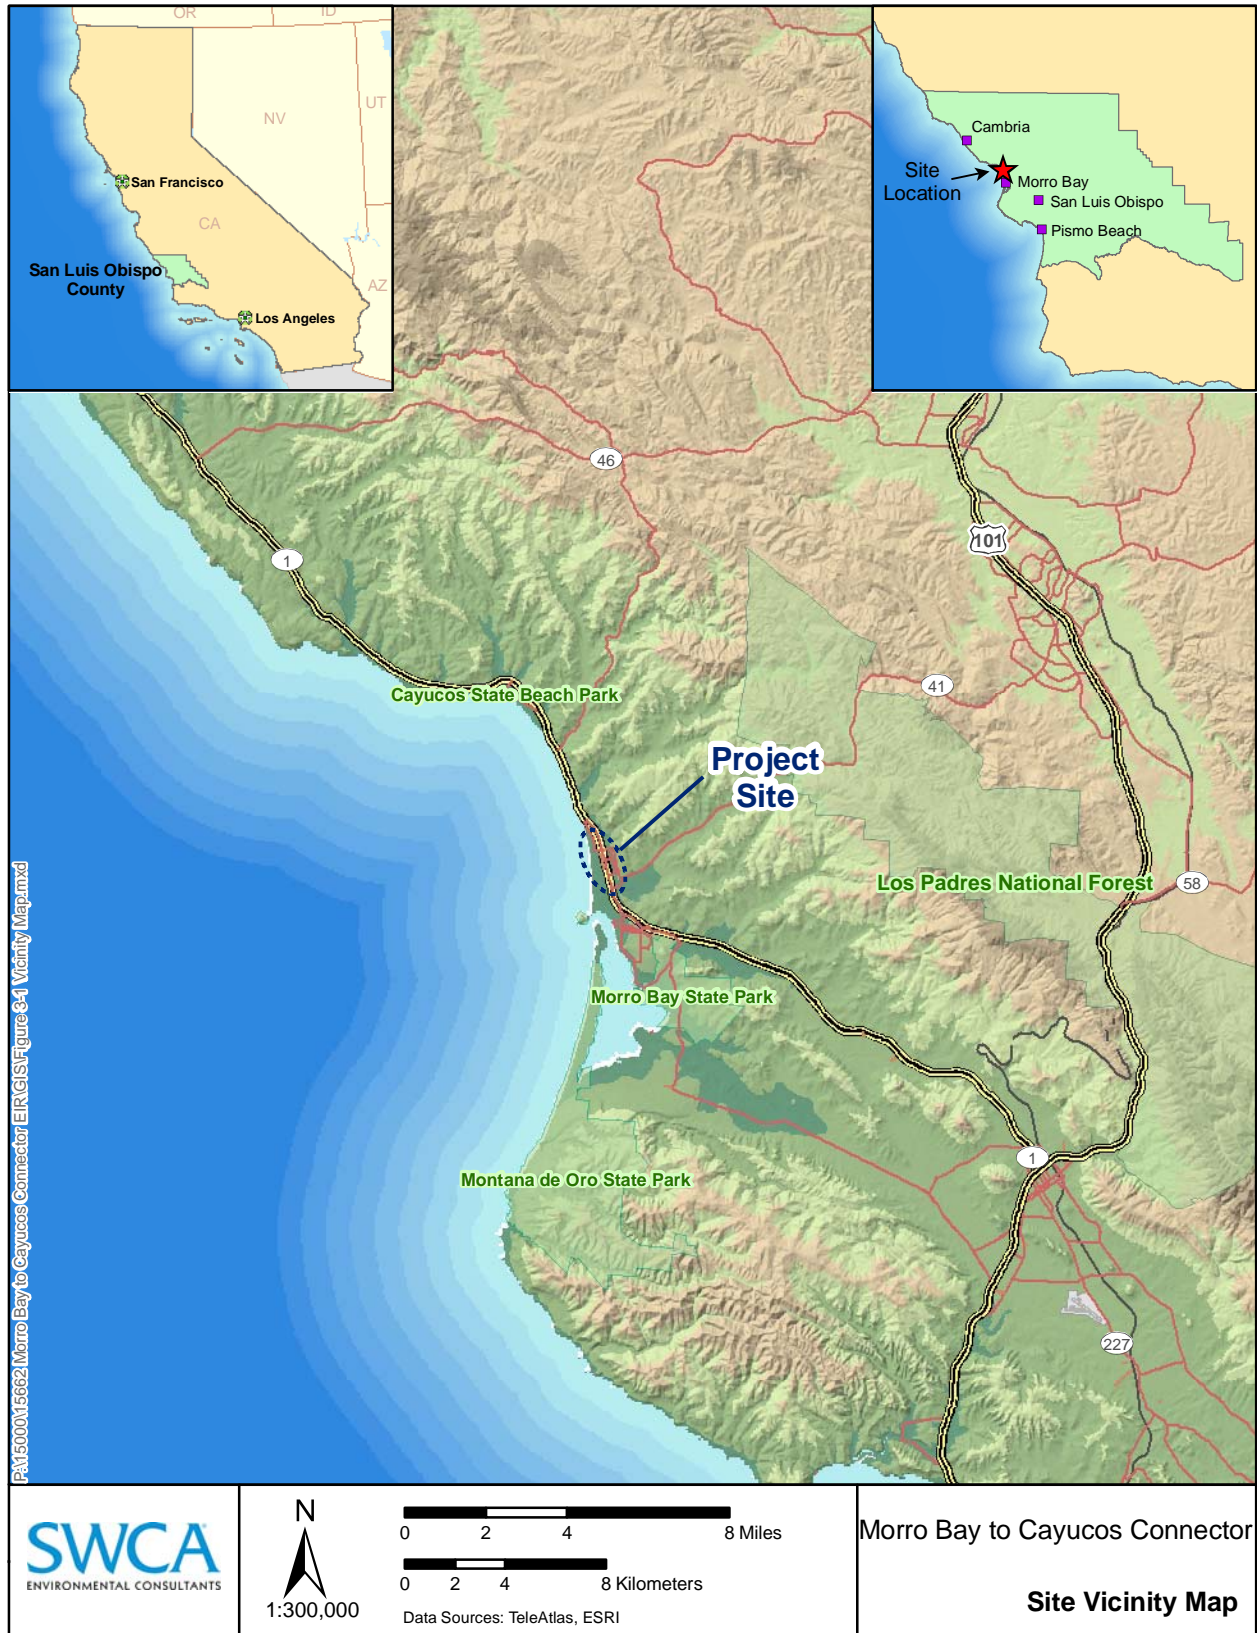 OR
ID
NV
UT
CA
AZ
San Francisco
San Luis Obispo
County
Los Angeles
Cambria
Site
Location
Morro Bay
San Luis Obispo
Pismo Beach
46
1
101
Cayucos State Beach Park
41
Project
Site
Los Padres National Forest
58
Morro Bay State Park
1
Montana de Oro State Park
227
P:\15000\15662 Morro Bay to Cayucos Connector EIR\GIS\Figure 3-1 Vicinity Map.mxd
SWCA
ENVIRONMENTAL CONSULTANTS
N
1:300,000
0 2 4 8 Miles
0 2 4 8 Kilometers
Data Sources: TeleAtlas, ESRI
Morro Bay to Cayucos Connector
Site Vicinity Map